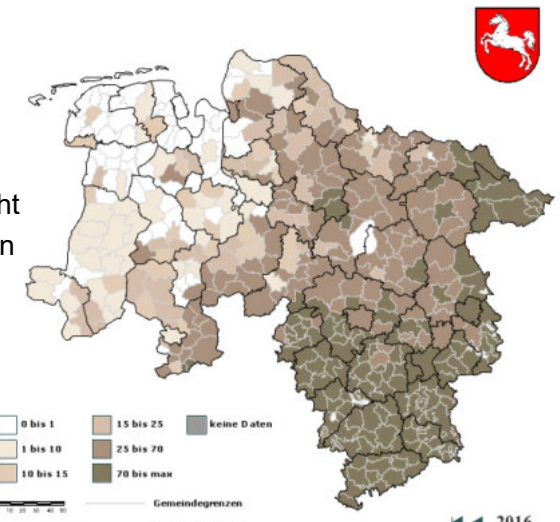 ht
n
0 bis 1
1 bis 10
10 bis 15
15 bis 25
25 bis 70
70 bis max
keine Daten
Gemeindegrenzen
2016